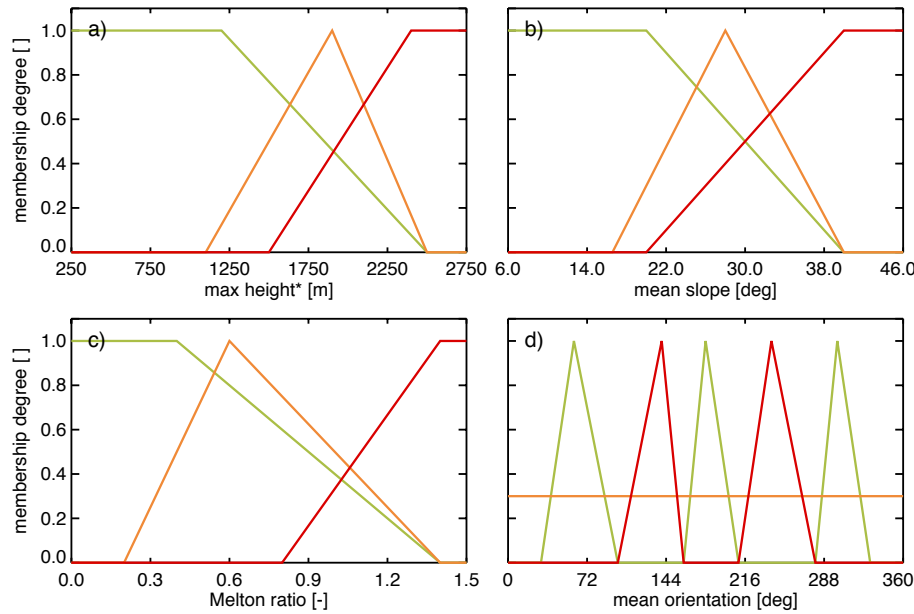 a)
membership degree [ ]
1.0
0.8
0.6
0.4
0.2
0.0
250 750 1250 1750 2250 2750
max height* [m]
b)
6.0 14.0 22.0 30.0 38.0 46.0
mean slope [deg]
c)
membership degree [ ]
1.0
0.8
0.6
0.4
0.2
0.0
0.0 0.3 0.6 0.9 1.2 1.5
Melton ratio [-]
d)
0 72 144 216 288 360
mean orientation [deg]